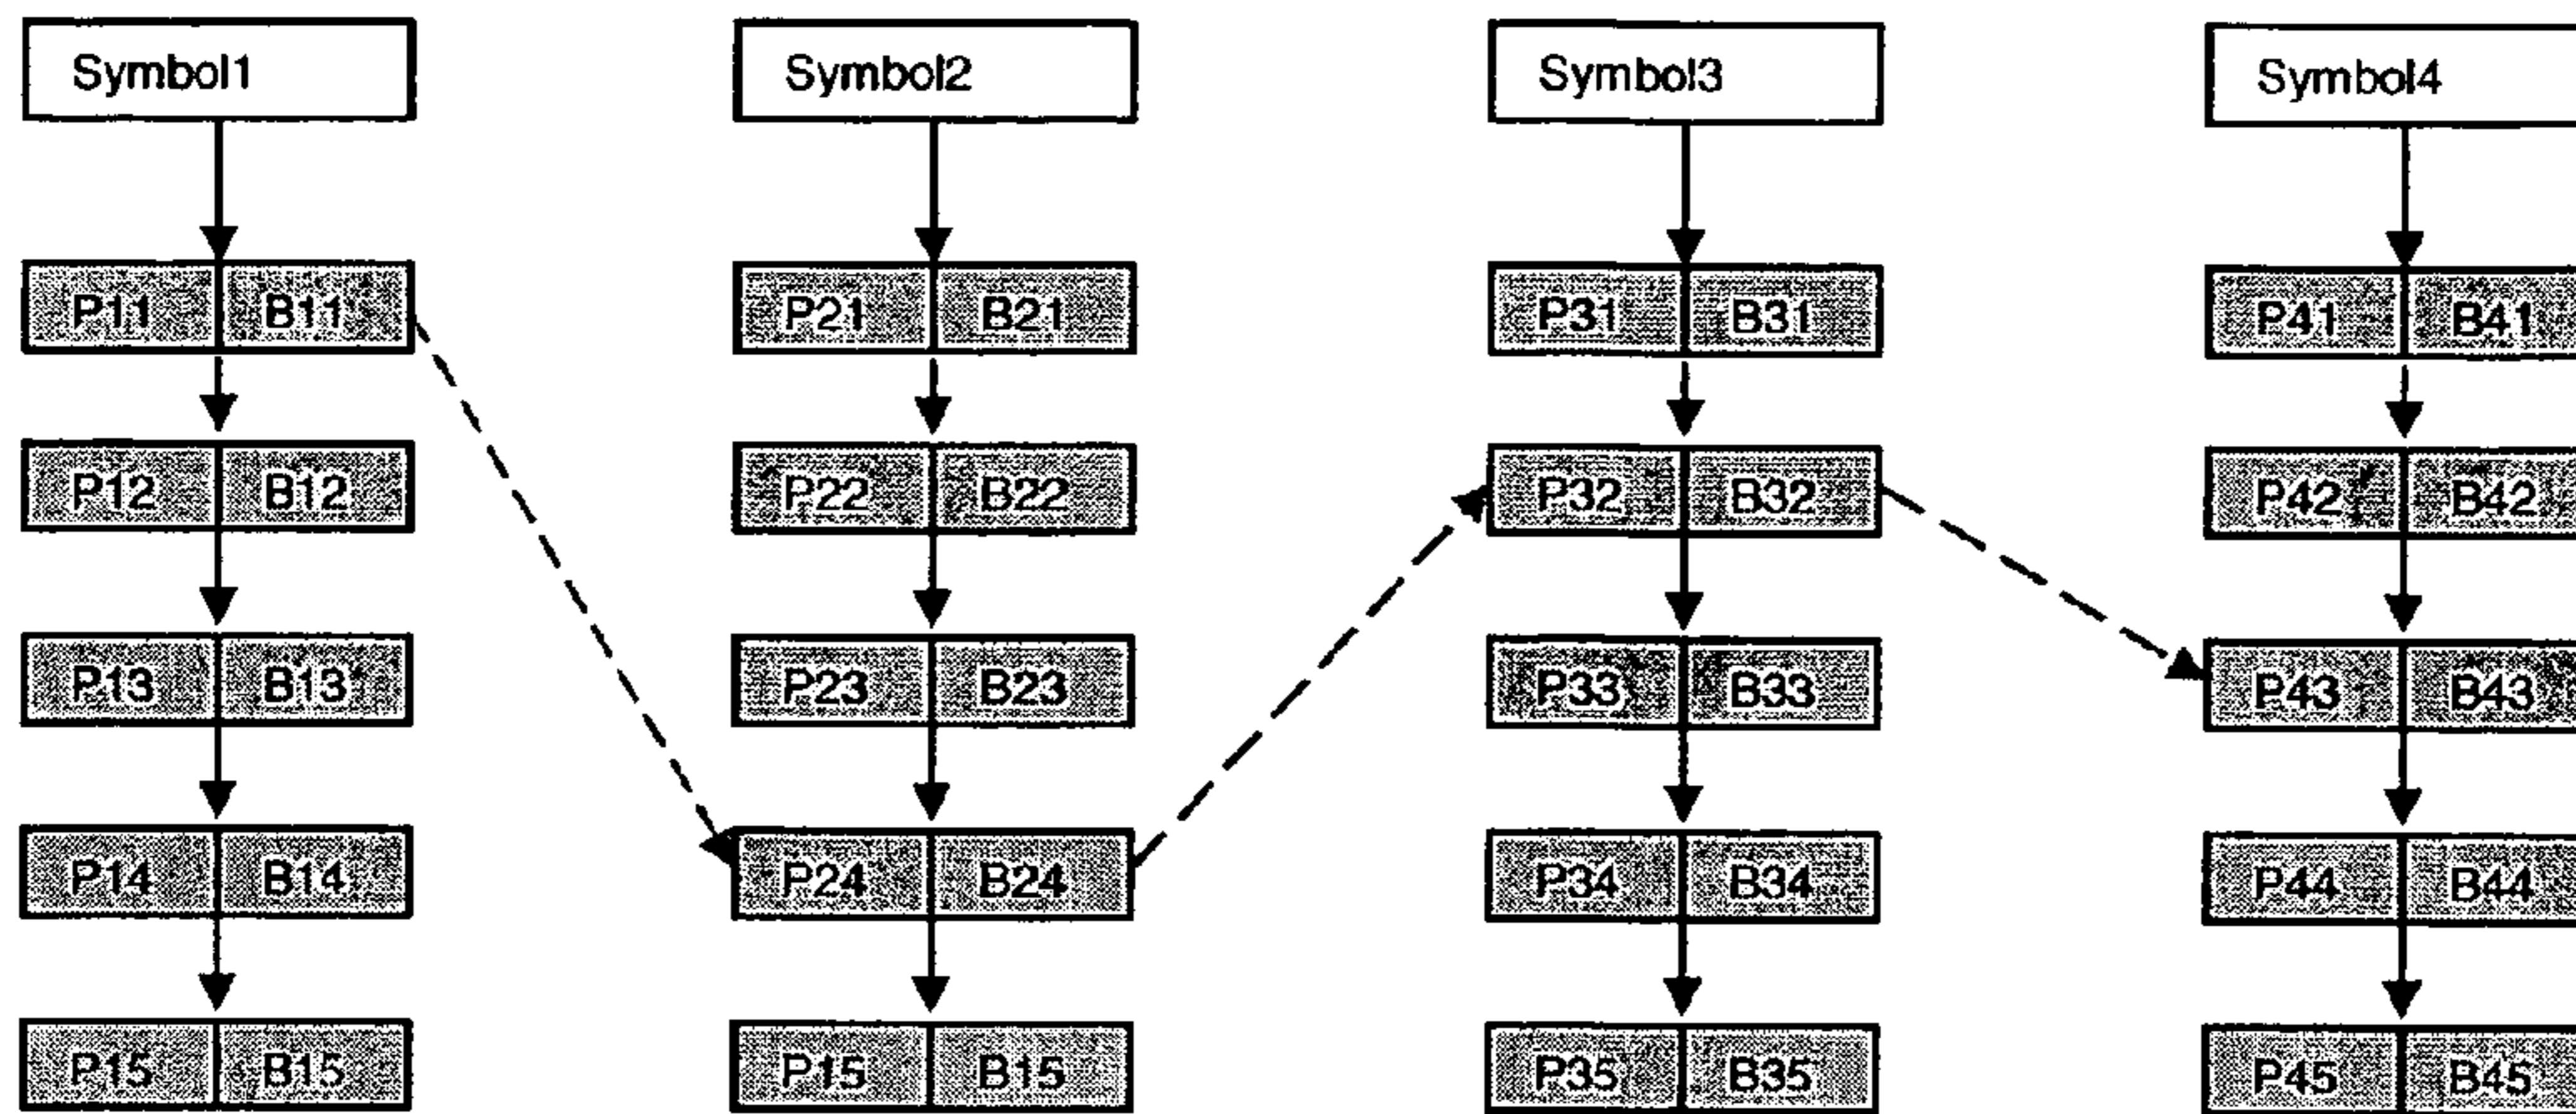 Symbol1 Symbol2 Symbol3 Symbol4
P11 B11 P21 B21 P31 B31 P41 B41
P12 B12 P22 B22 P32 B32 P42 B42
P13 B13 P23 B23 P33 B33 P43 B43
P14 B14 P24 B24 P34 B34 P44 B44
P15 B15 P15 B15 P35 B35 P45 B45